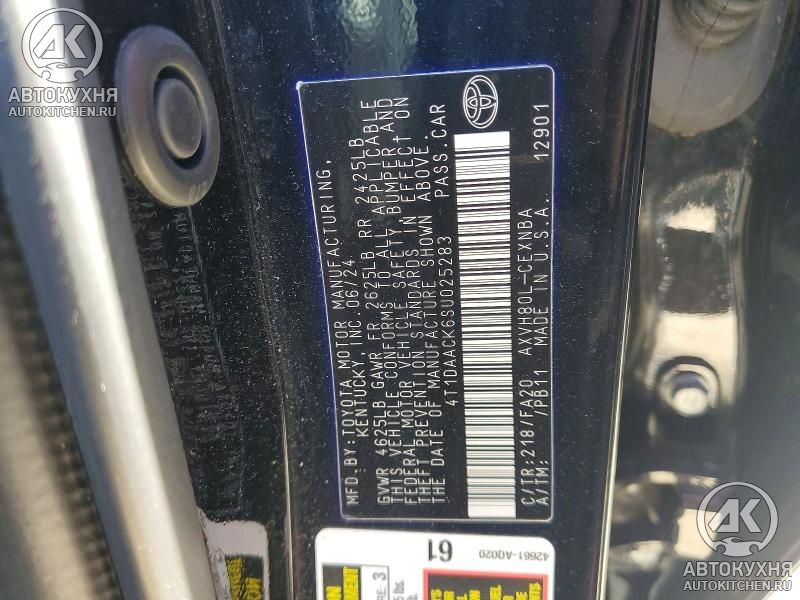 АК
АВТОКУХНЯ
AUTOKITCHEN.RU
MFD. BY: TOYOTA MOTOR MANUFACTURING,
KENTUCKY, INC. 06/24
GVWR 4625LB GAWR FR 2625LB RR 2425LB
THIS VEHICLE CONFORMS TO ALL APPLICABLE
FEDERAL MOTOR VEHICLE SAFETY, BUMPER AND
THEFT PREVENTION STANDARDS IN EFFECT ON
THE DATE OF MANUFACTURE SHOWN ABOVE.
4T1DAACK6SU025283 PASS. CAR
C/TR: 218/FA20 AXVH80L-CEXNBA
A/TM: /PB11 MADE IN U.S.A. 12901
61
42661-AQ020
АК
АВТОКУХНЯ
AUTOKITCHEN.RU